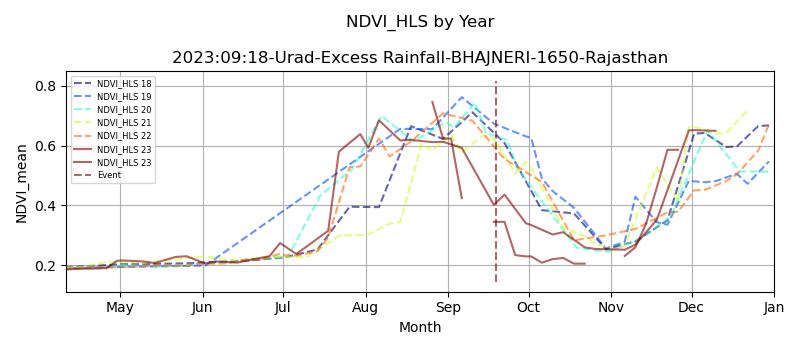 NDVI_HLS by Year
2023:09:18-Urad-Excess Rainfall-BHAJNERI-1650-Rajasthan
0.8
0.6
0.4
0.2
NDVI_mean
NDVI_HLS 18
NDVI_HLS 19
NDVI_HLS 20
NDVI_HLS 21
NDVI_HLS 22
NDVI_HLS 23
NDVI_HLS 23
Event
May Jun Jul Aug Sep Oct Nov Dec Jan
Month